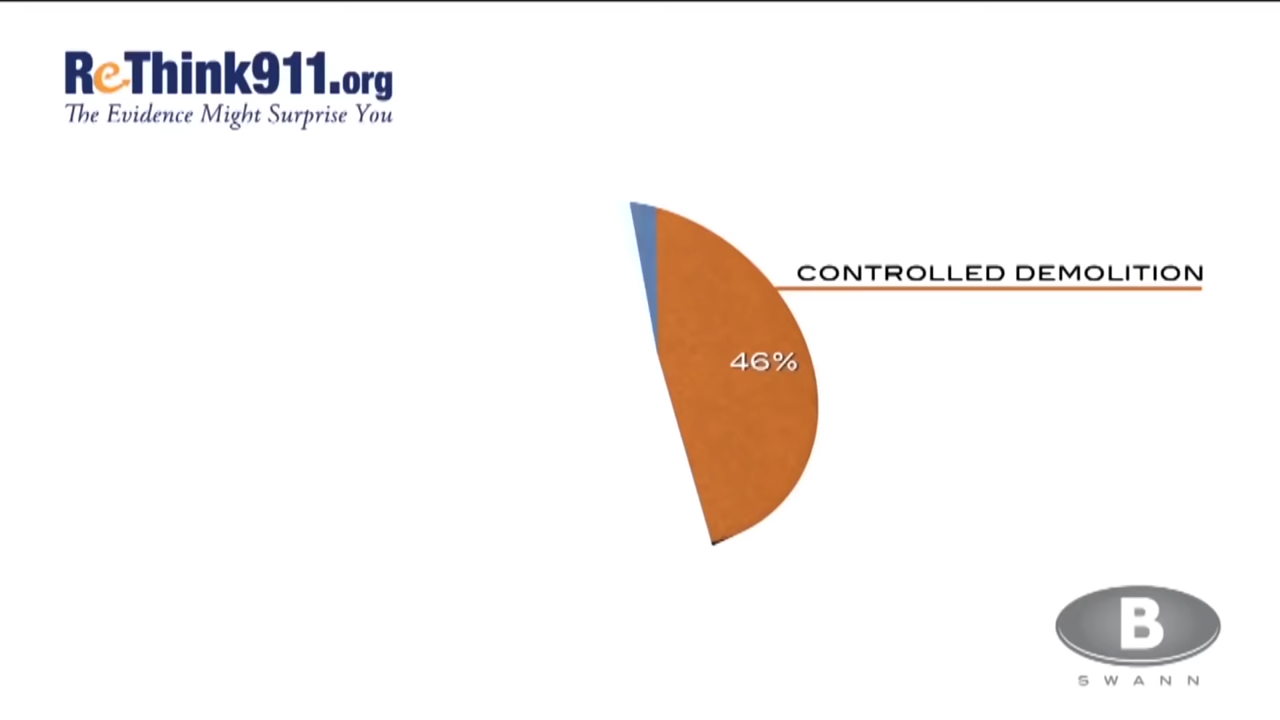 ReThink911.org
The Evidence Might Surprise You
CONTROLLED DEMOLITION
46%
B
SWANN